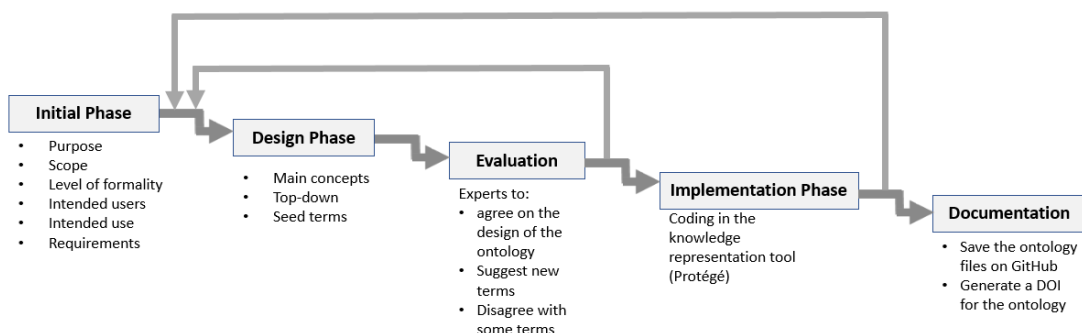 Initial Phase
• Purpose
• Scope
• Level of formality
• Intended users
• Intended use
• Requirements
Design Phase
• Main concepts
• Top-down
• Seed terms
Evaluation
Experts to:
• agree on the
design of the
ontology
• Suggest new
terms
• Disagree with
some terms
Implementation Phase
Coding in the
knowledge
representation tool
(Protégé)
Documentation
• Save the ontology
files on GitHub
• Generate a DOI
for the ontology